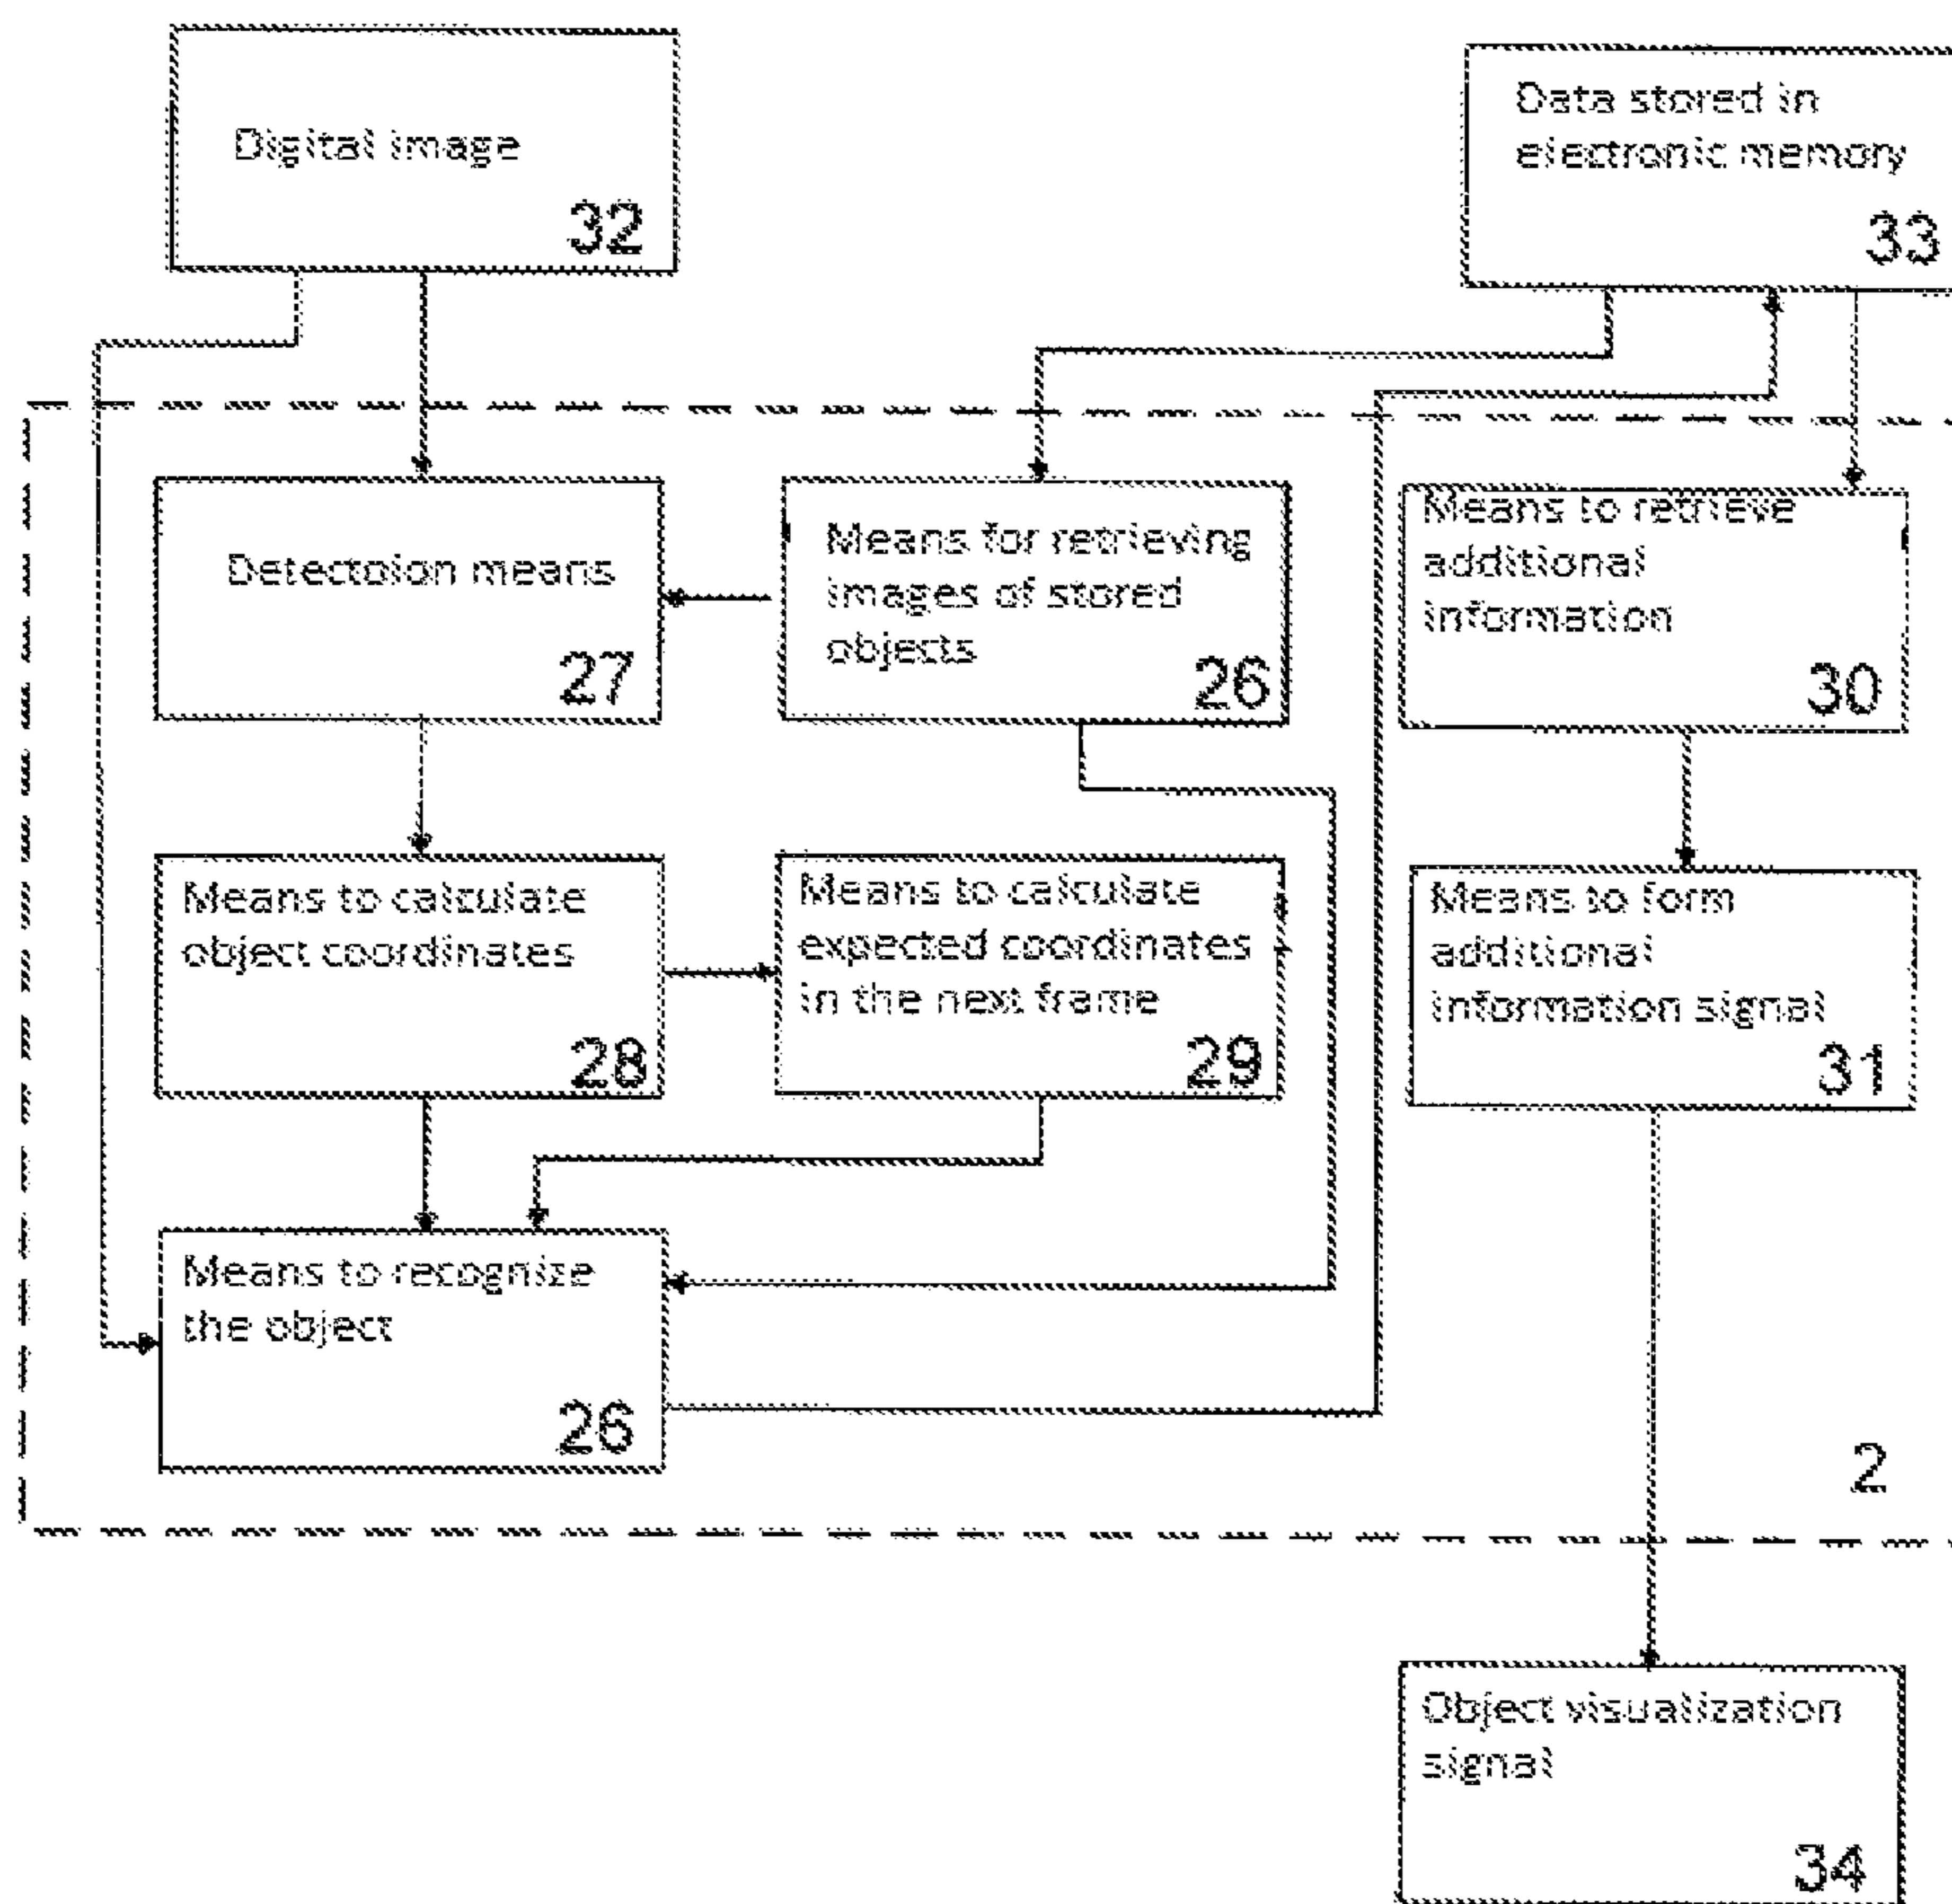 Digital image
32
Data stored in
electronic memory
33
Detectoion means
27
Means for retrieving
images of stored
objects
26
Means to retrieve
additional
information
30
Means to calculate
object coordinates
28
Means to calculate
expected coordinates
in the next frame
29
Means to form
additional
information signal
31
Means to recognize
the object
26
2
Object visualization
signal
34